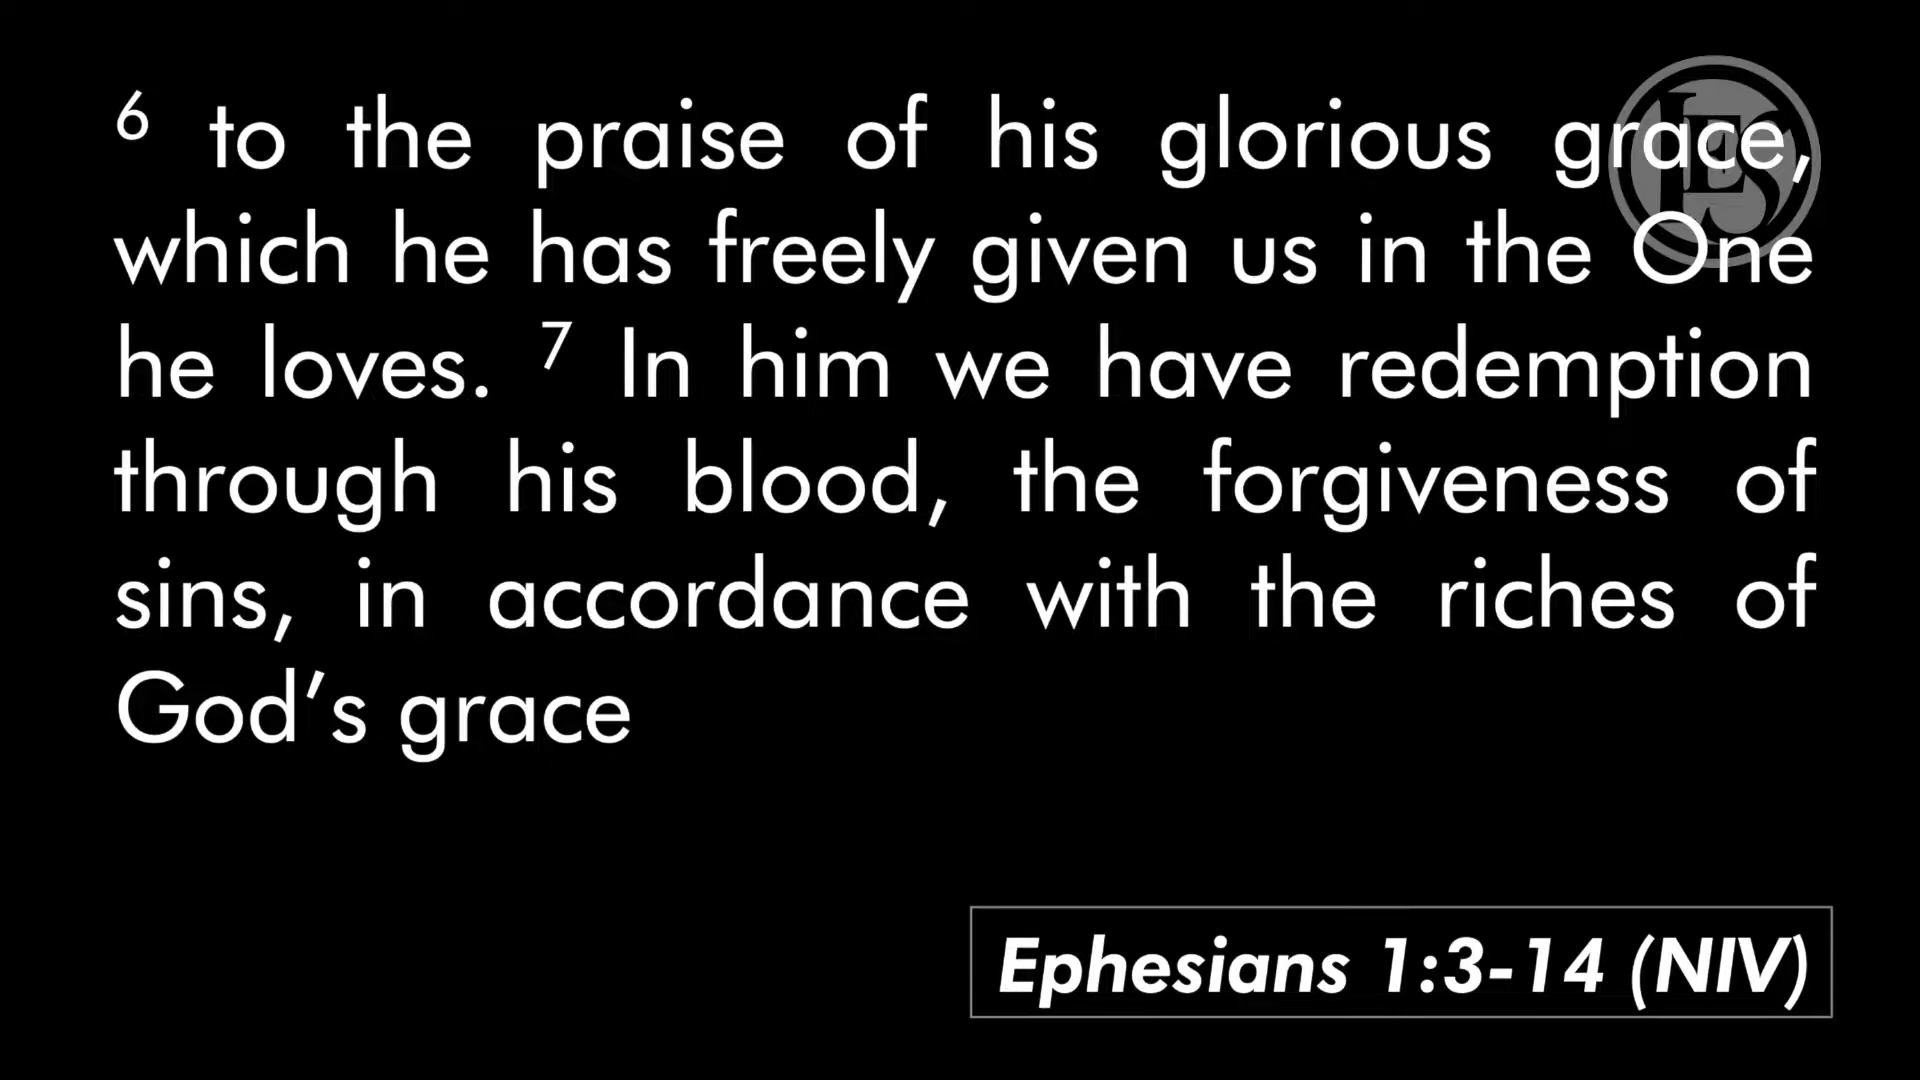 ⁶ to the praise of his glorious grace,
which he has freely given us in the One
he loves. ⁷ In him we have redemption
through his blood, the forgiveness of
sins, in accordance with the riches of
God’s grace
Ephesians 1:3-14 (NIV)